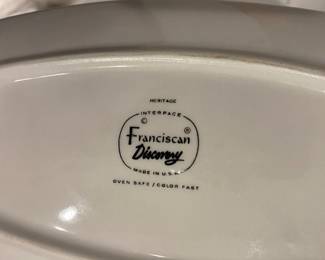 HERITAGE
INTERPACE
© ®
Franciscan
Discovery
MADE IN U.S.A.
OVEN SAFE / COLOR FAST